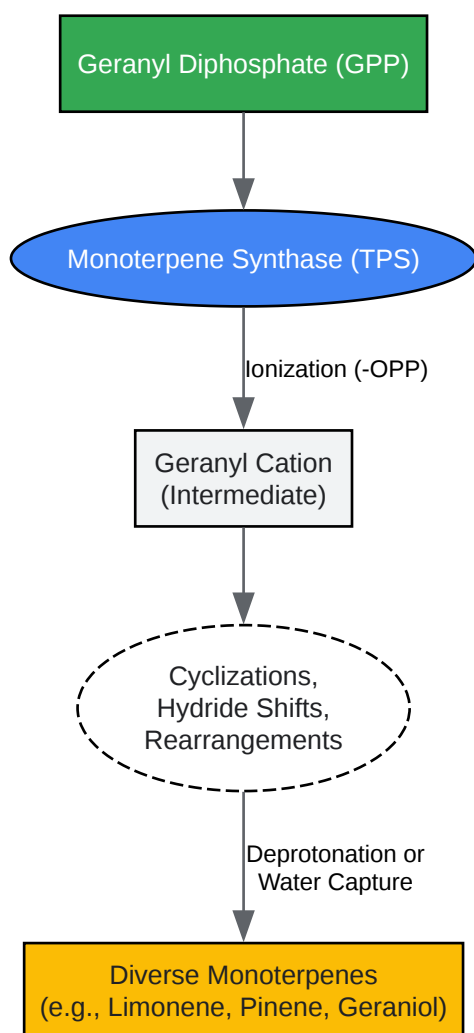 Geranyl Diphosphate (GPP)
Monoterpene Synthase (TPS)
Ionization (-OPP)
Geranyl Cation
(Intermediate)
Cyclizations,
Hydride Shifts,
Rearrangements
Deprotonation or
Water Capture
Diverse Monoterpenes
(e.g., Limonene, Pinene, Geraniol)